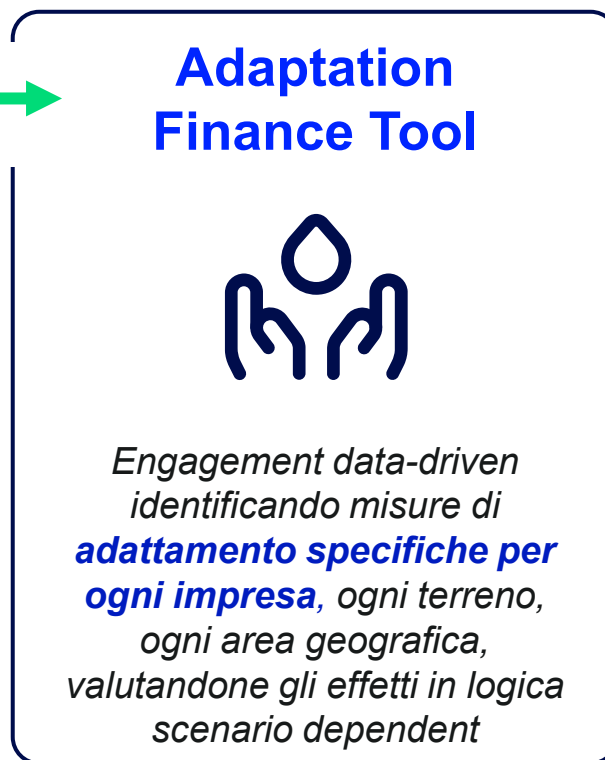 Adaptation
Finance Tool
Engagement data-driven
identificando misure di
adattamento specifiche per
ogni impresa, ogni terreno,
ogni area geografica,
valutandone gli effetti in logica
scenario dependent